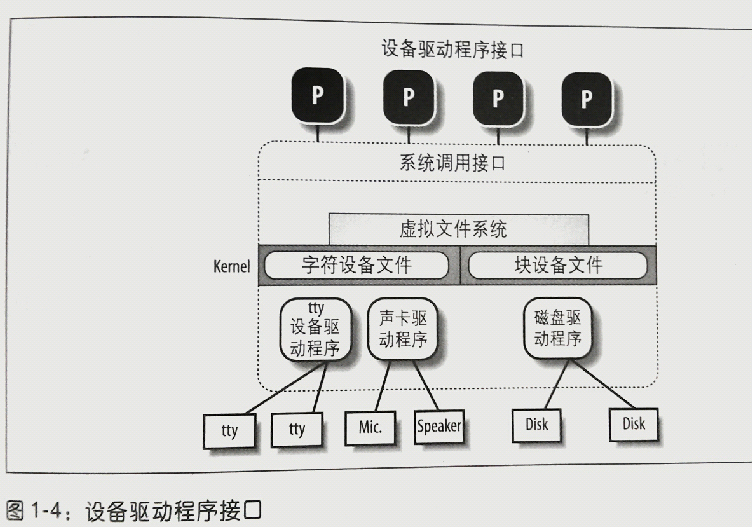 设备驱动程序接口
P P P P
系统调用接口
虚拟文件系统
Kernel 字符设备文件 块设备文件
tty
设备驱
动程序
声卡驱
动程序
磁盘驱
动程序
tty tty Mic. Speaker Disk Disk
图 1-4：设备驱动程序接口